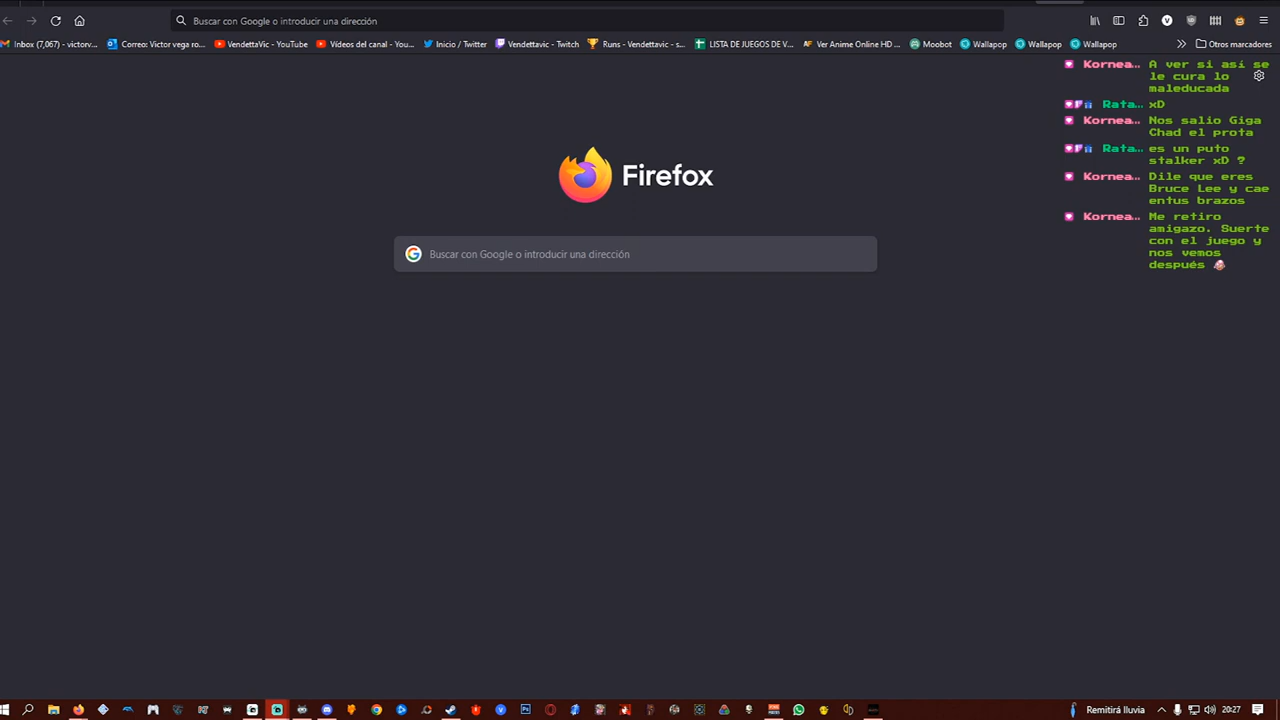 Buscar con Google o introducir una dirección
Inbox (7,067) - victorv...
Correo: Victor vega ro...
VendettaVic - YouTube
Vídeos del canal - You...
Inicio / Twitter
Vendettavic - Twitch
Runs - Vendettavic - s...
LISTA DE JUEGOS DE V...
Ver Anime Online HD ...
Moobot
Wallapop
Wallapop
Wallapop
Otros marcadores
Kornea... A ver si asi se
le cura lo
maleducada
Rata... xD
Kornea... Nos salio Giga
Chad el prota
Rata... es un puto
stalker xD ?
Kornea... Dile que eres
Bruce Lee y cae
entus brazos
Kornea... Me retiro
amigazo. Suerte
con el juego y
nos vemos
después
Firefox
Buscar con Google o introducir una dirección
Remitirá lluvia
20:27